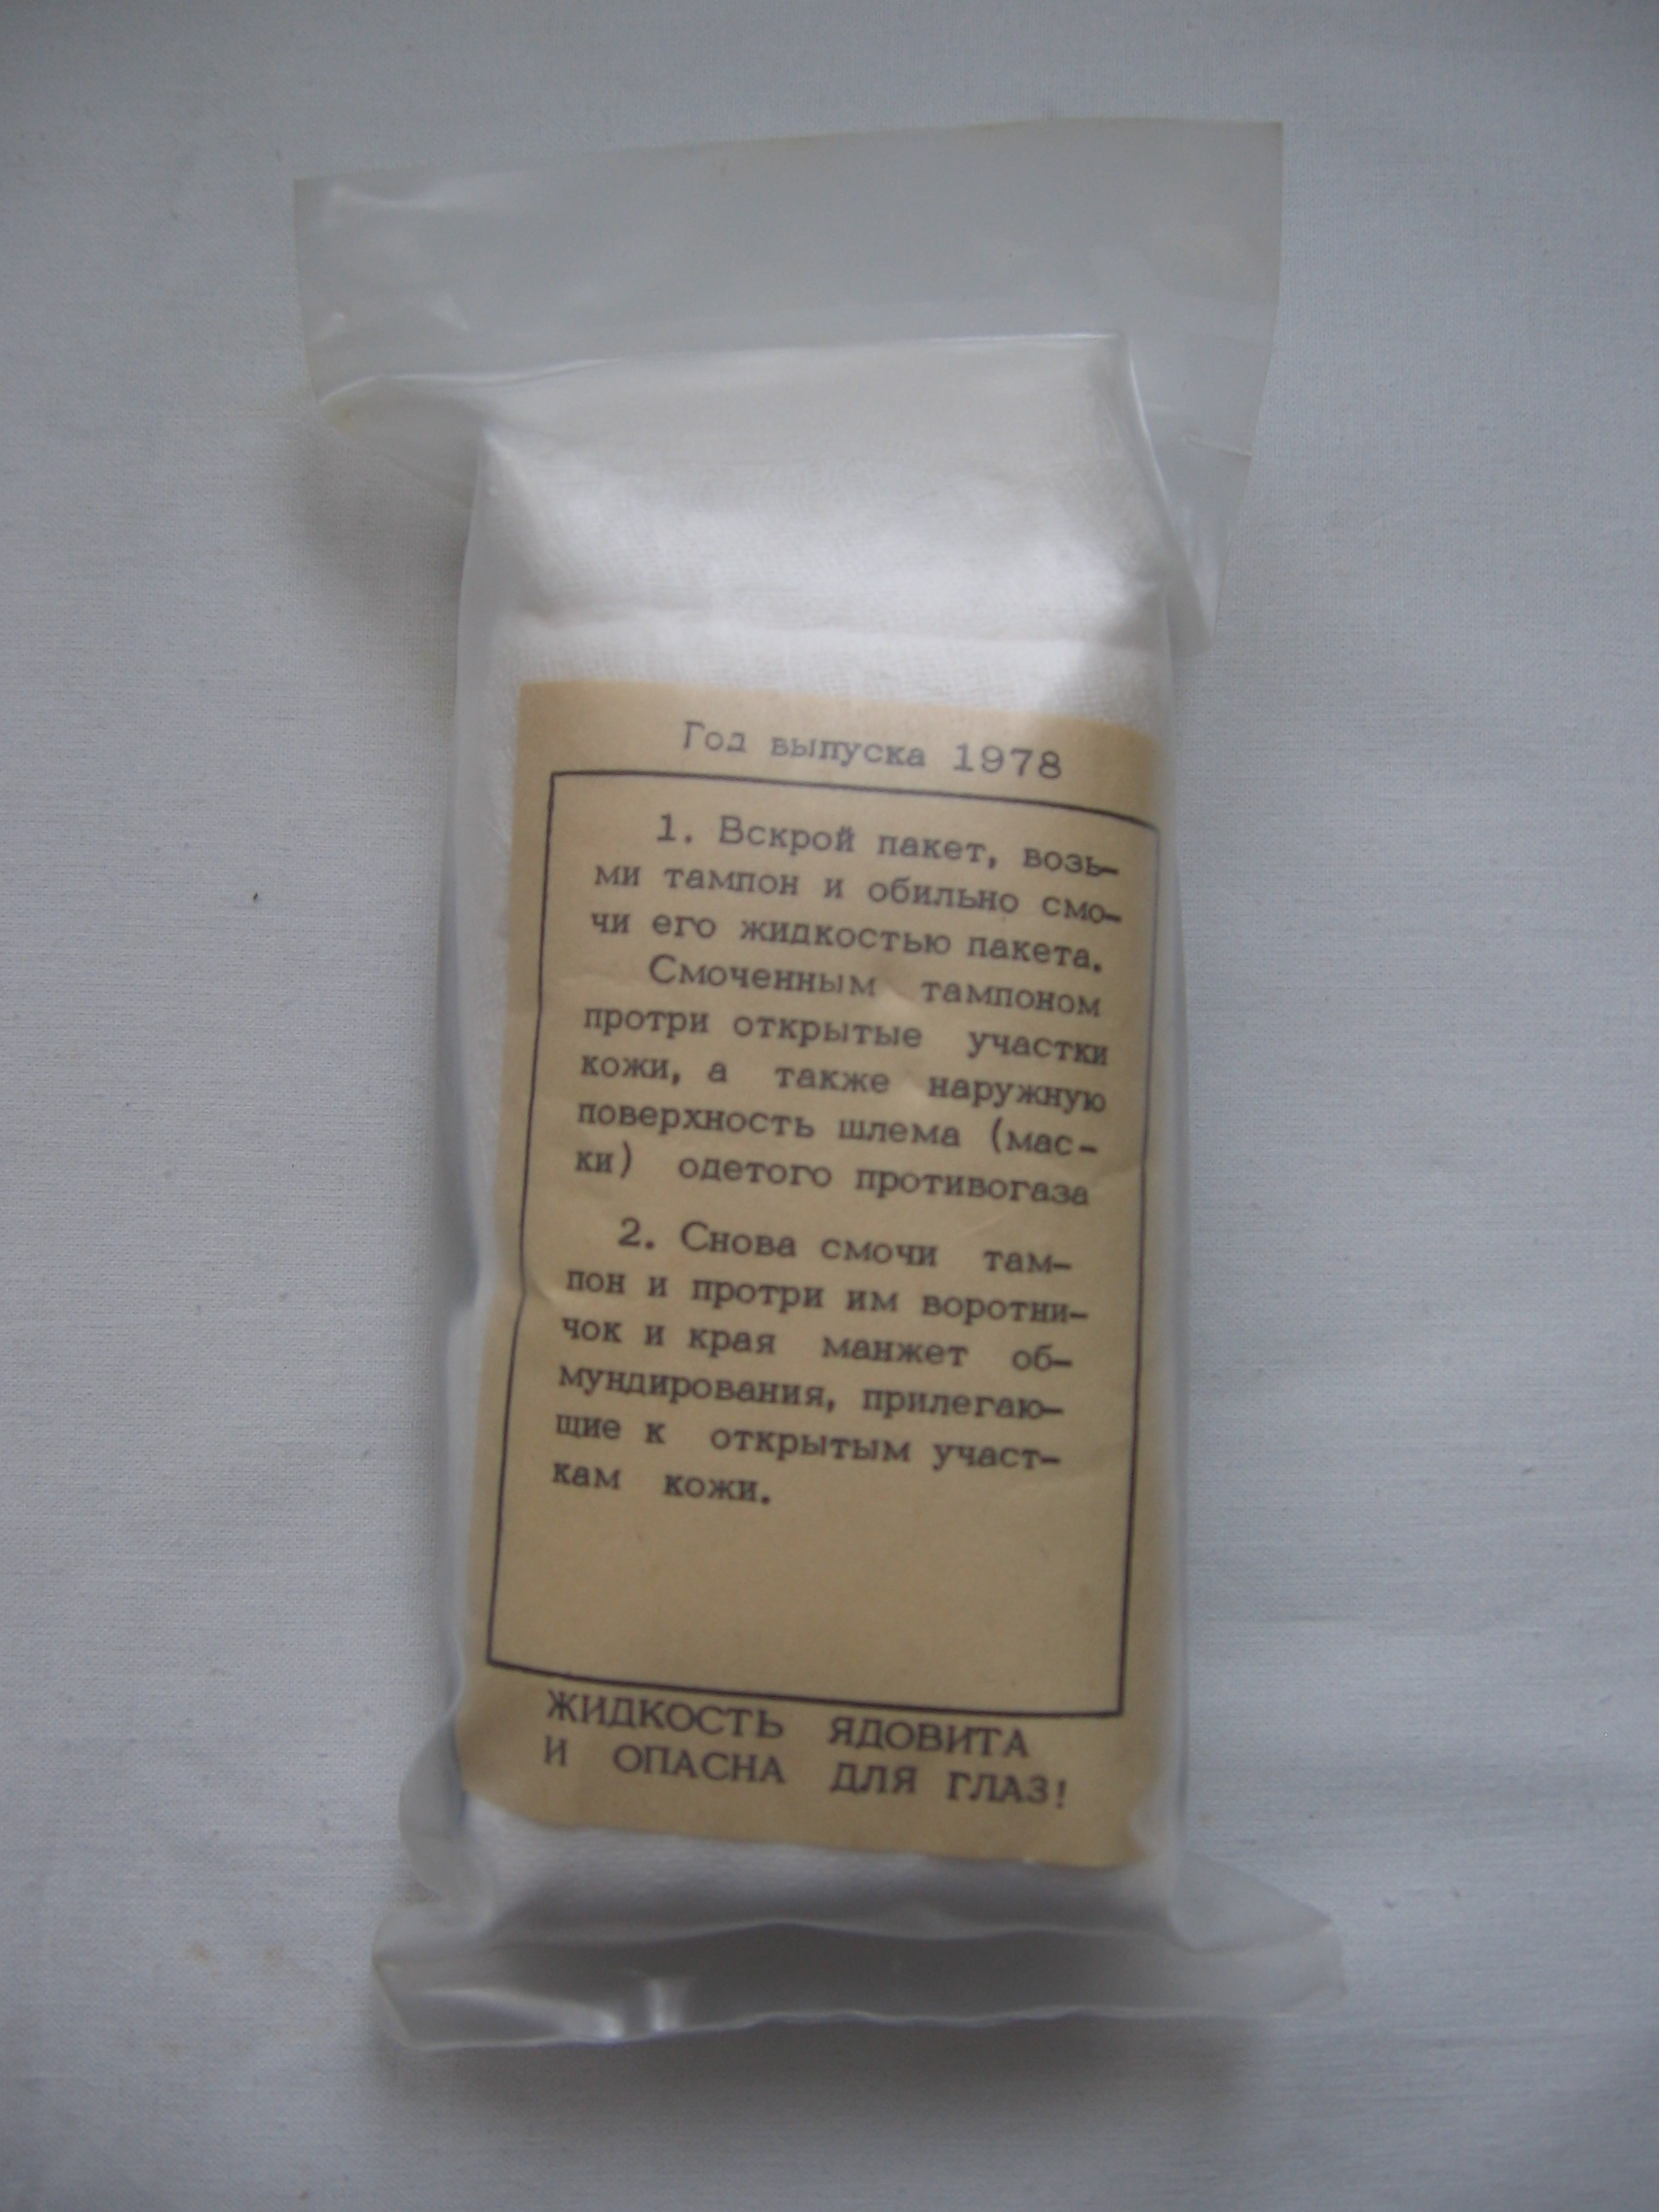 Год выпуска 1978
1. Вскрой пакет, возь-
ми тампон и обильно смо-
чи его жидкостью пакета.
Смоченным тампоном
протри открытые участки
кожи, а также наружную
поверхность шлема (мас-
ки) одетого противогаза
2. Снова смочи там-
пон и протри им воротни-
чок и края манжет об-
мундирования, прилегаю-
щие к открытым участ-
кам кожи.
ЖИДКОСТЬ ЯДОВИТА
И ОПАСНА ДЛЯ ГЛАЗ!